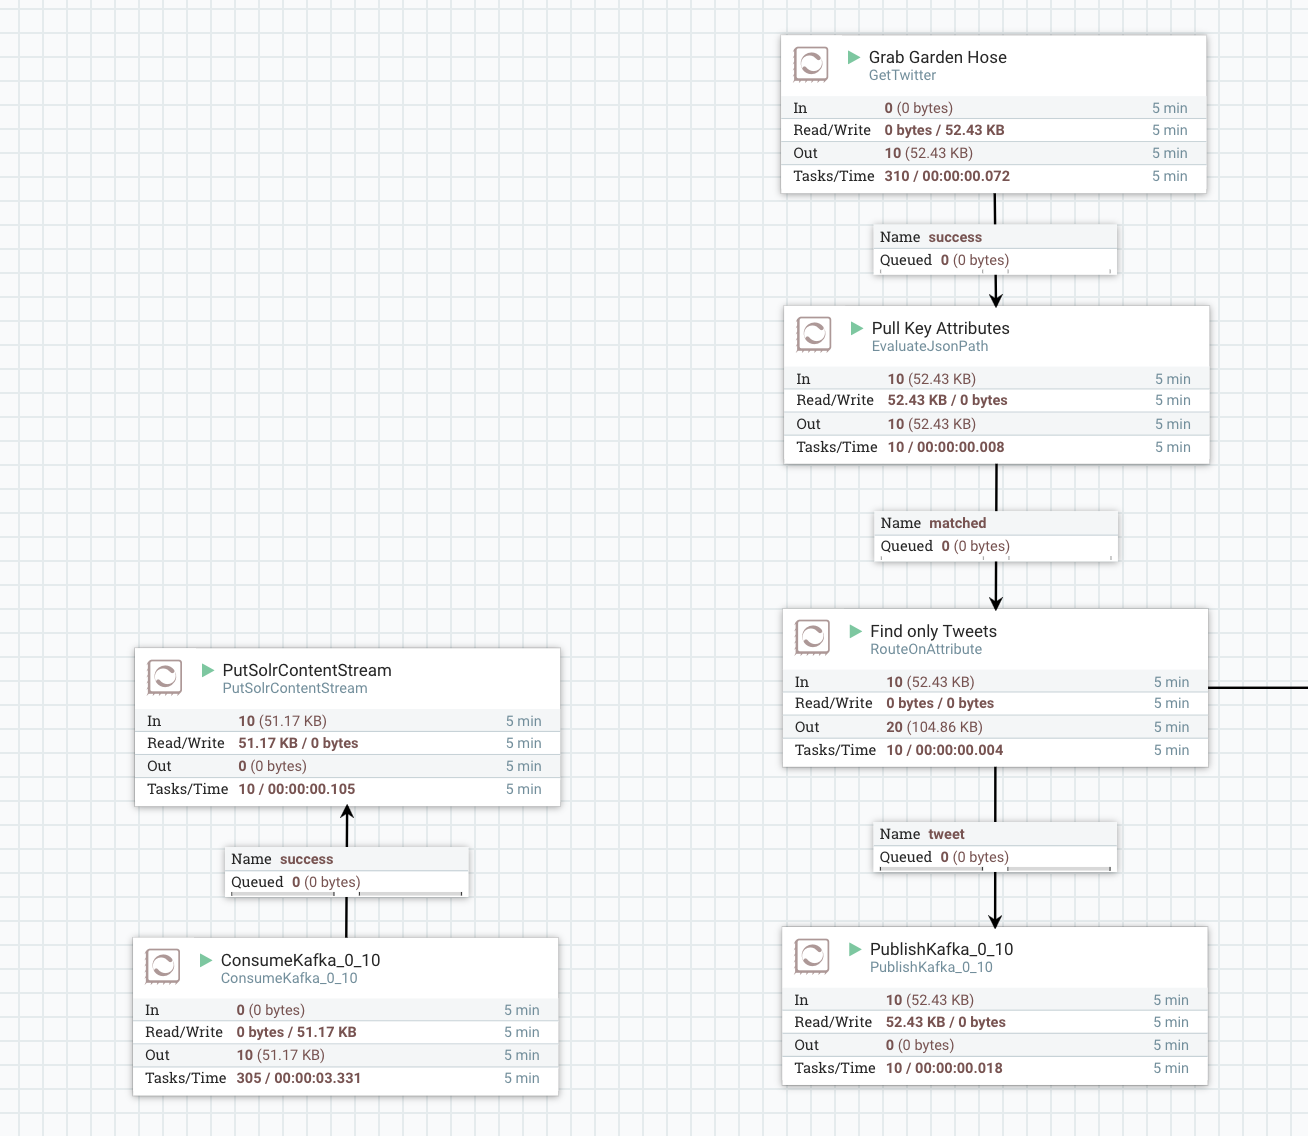 Grab Garden Hose
GetTwitter
In 0 (0 bytes) 5 min
Read/Write 0 bytes / 52.43 KB 5 min
Out 10 (52.43 KB) 5 min
Tasks/Time 310 / 00:00:00.072 5 min
Name success
Queued 0 (0 bytes)
Pull Key Attributes
EvaluateJsonPath
In 10 (52.43 KB) 5 min
Read/Write 52.43 KB / 0 bytes 5 min
Out 10 (52.43 KB) 5 min
Tasks/Time 10 / 00:00:00.008 5 min
Name matched
Queued 0 (0 bytes)
Find only Tweets
RouteOnAttribute
In 10 (52.43 KB) 5 min
Read/Write 0 bytes / 0 bytes 5 min
Out 20 (104.86 KB) 5 min
Tasks/Time 10 / 00:00:00.004 5 min
Name tweet
Queued 0 (0 bytes)
PublishKafka_0_10
PublishKafka_0_10
In 10 (52.43 KB) 5 min
Read/Write 52.43 KB / 0 bytes 5 min
Out 0 (0 bytes) 5 min
Tasks/Time 10 / 00:00:00.018 5 min
PutSolrContentStream
PutSolrContentStream
In 10 (51.17 KB) 5 min
Read/Write 51.17 KB / 0 bytes 5 min
Out 0 (0 bytes) 5 min
Tasks/Time 10 / 00:00:00.105 5 min
Name success
Queued 0 (0 bytes)
ConsumeKafka_0_10
ConsumeKafka_0_10
In 0 (0 bytes) 5 min
Read/Write 0 bytes / 51.17 KB 5 min
Out 10 (51.17 KB) 5 min
Tasks/Time 305 / 00:00:03.331 5 min